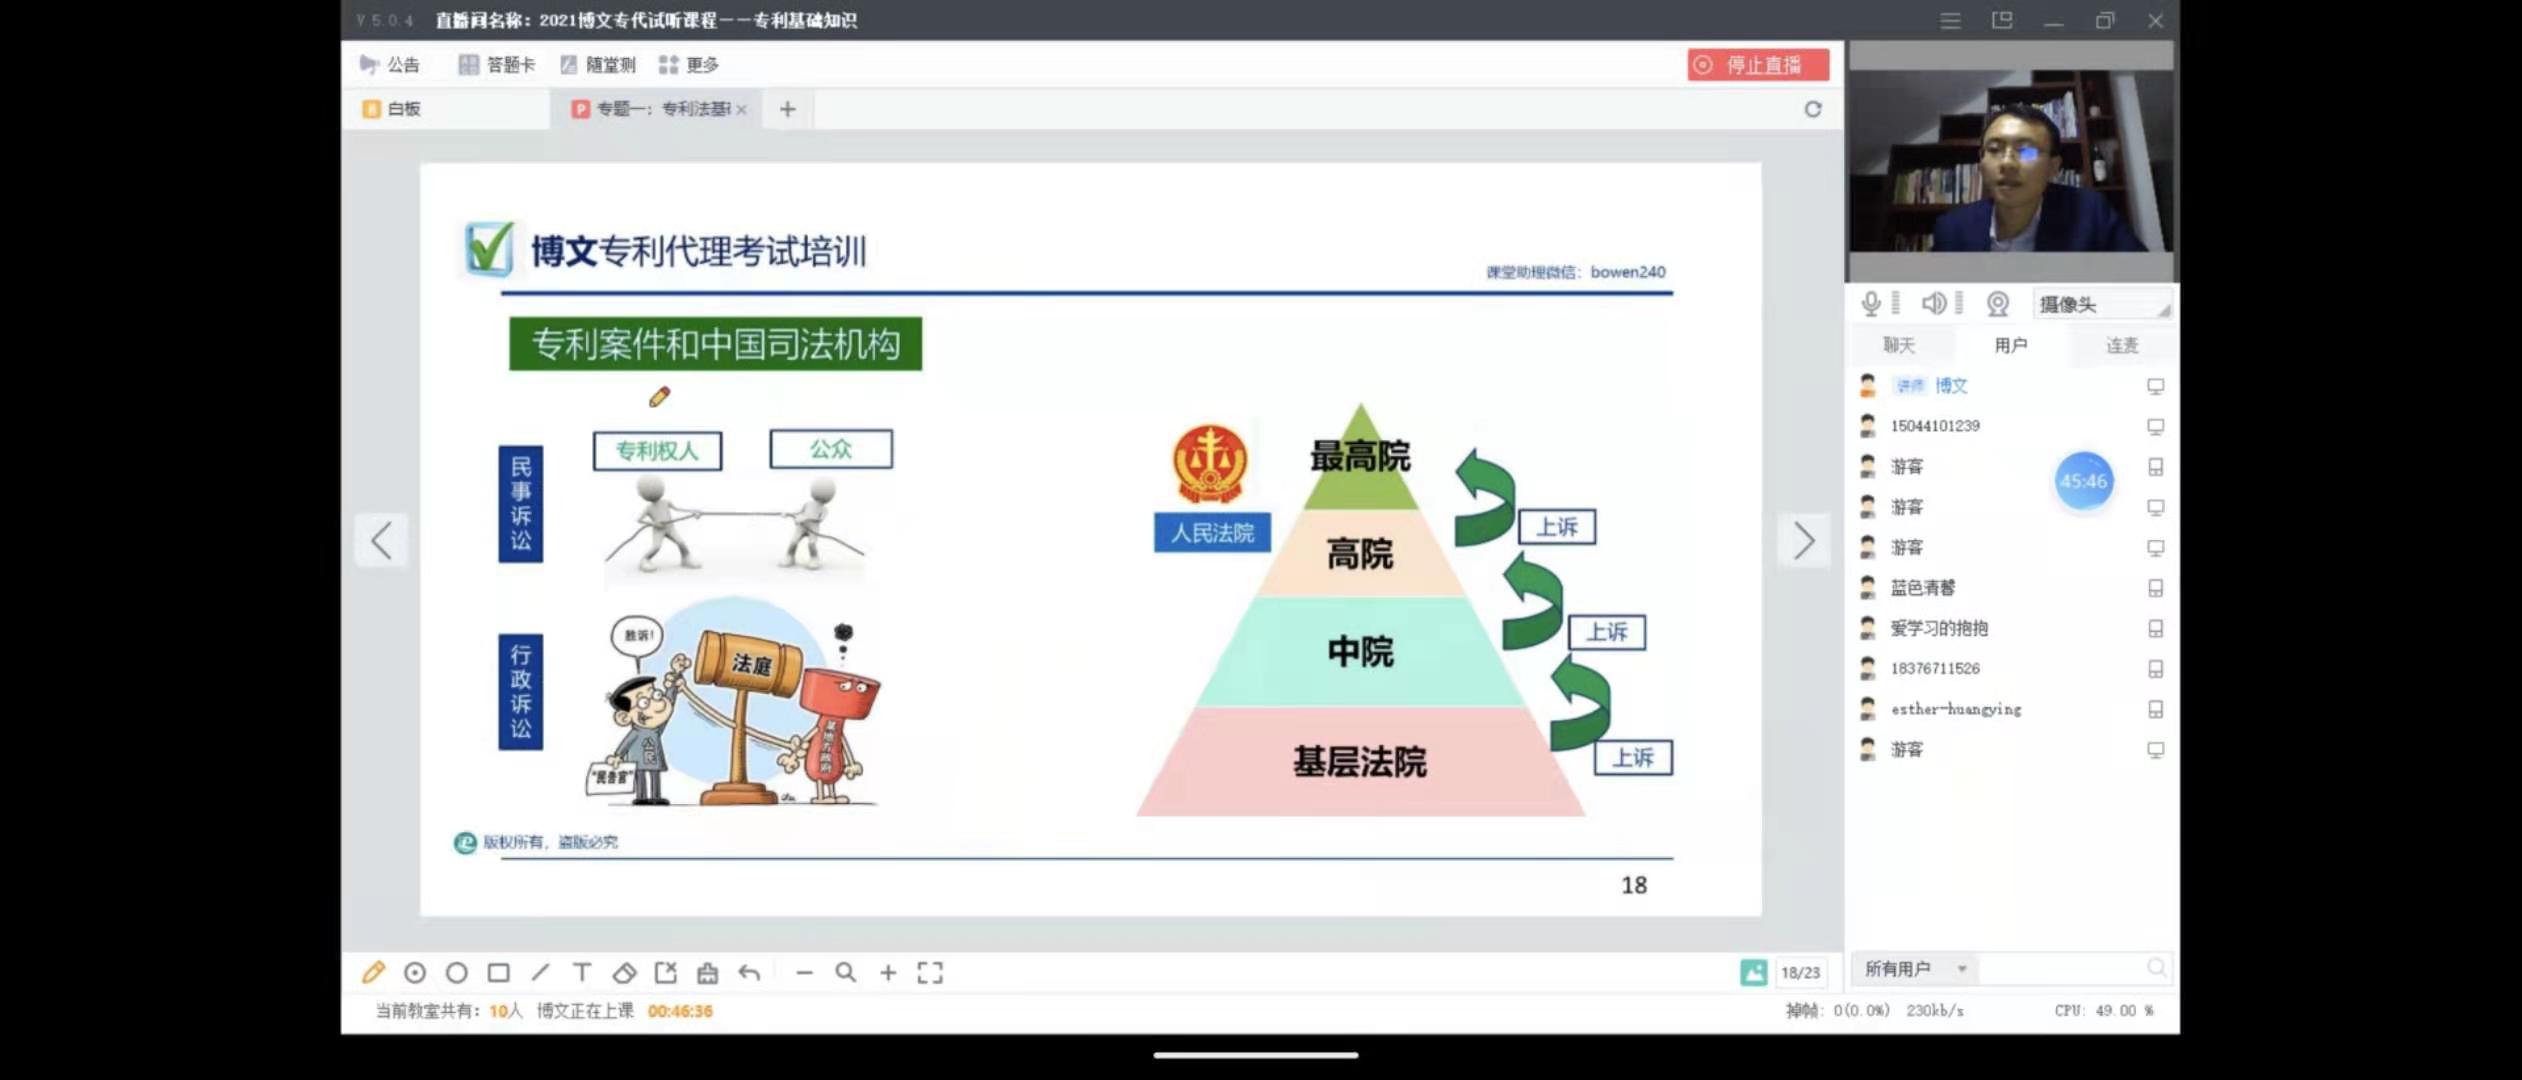 V 5.0.4 直播间名称：2021博文专代试听课程——专利基础知识
公告 答题卡 随堂测 更多
停止直播
白板
专题一：专利法基
博文专利代理考试培训
课堂助理微信：bowen240
专利案件和中国司法机构
民事诉讼
专利权人
公众
行政诉讼
胜诉！
法庭
公民
"民告官"
某地方政府
人民法院
最高院
高院
中院
基层法院
上诉
上诉
上诉
版权所有，盗版必究
18
摄像头
聊天 用户 连麦
讲师 博文
15044101239
游客
45:46
游客
游客
蓝色清馨
爱学习的抱抱
18376711526
esther-huangying
游客
18/23
所有用户
当前教室共有：10人 博文正在上课 00:46:36
掉帧：0(0.0%) 230kb/s CPU: 49.00 %